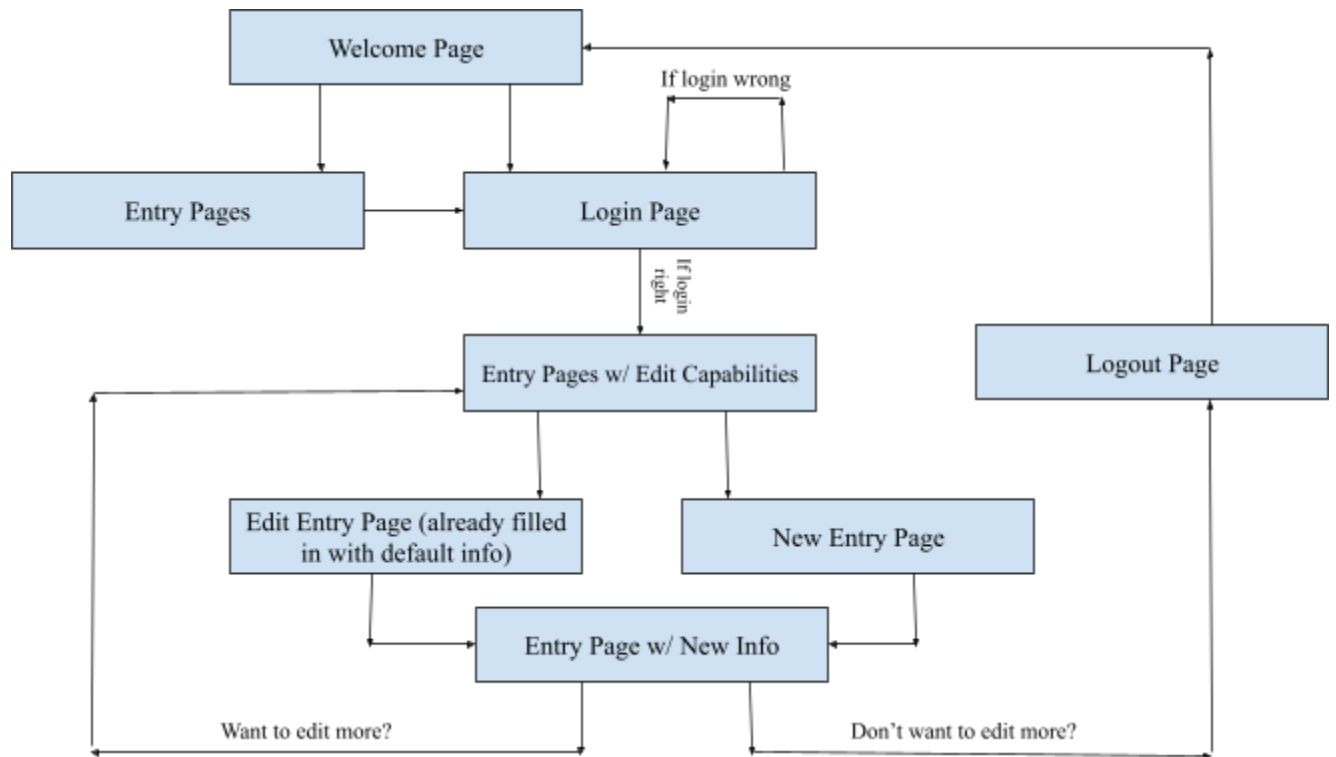 Welcome Page
If login wrong
Entry Pages
Login Page
If login
right
Entry Pages w/ Edit Capabilities
Logout Page
Edit Entry Page (already filled
in with default info)
New Entry Page
Entry Page w/ New Info
Want to edit more?
Don’t want to edit more?